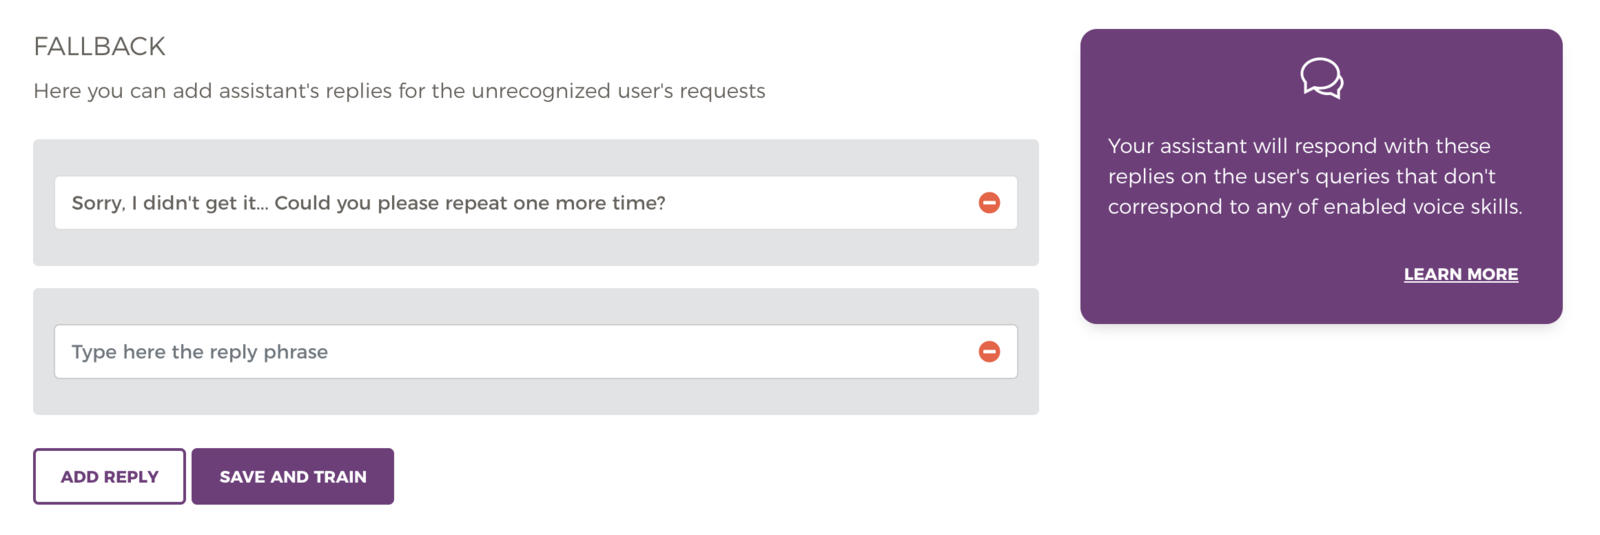 FALLBACK
Here you can add assistant's replies for the unrecognized user's requests
Sorry, I didn't get it... Could you please repeat one more time?
Type here the reply phrase
ADD REPLY
SAVE AND TRAIN
Your assistant will respond with these
replies on the user's queries that don't
correspond to any of enabled voice skills.
LEARN MORE